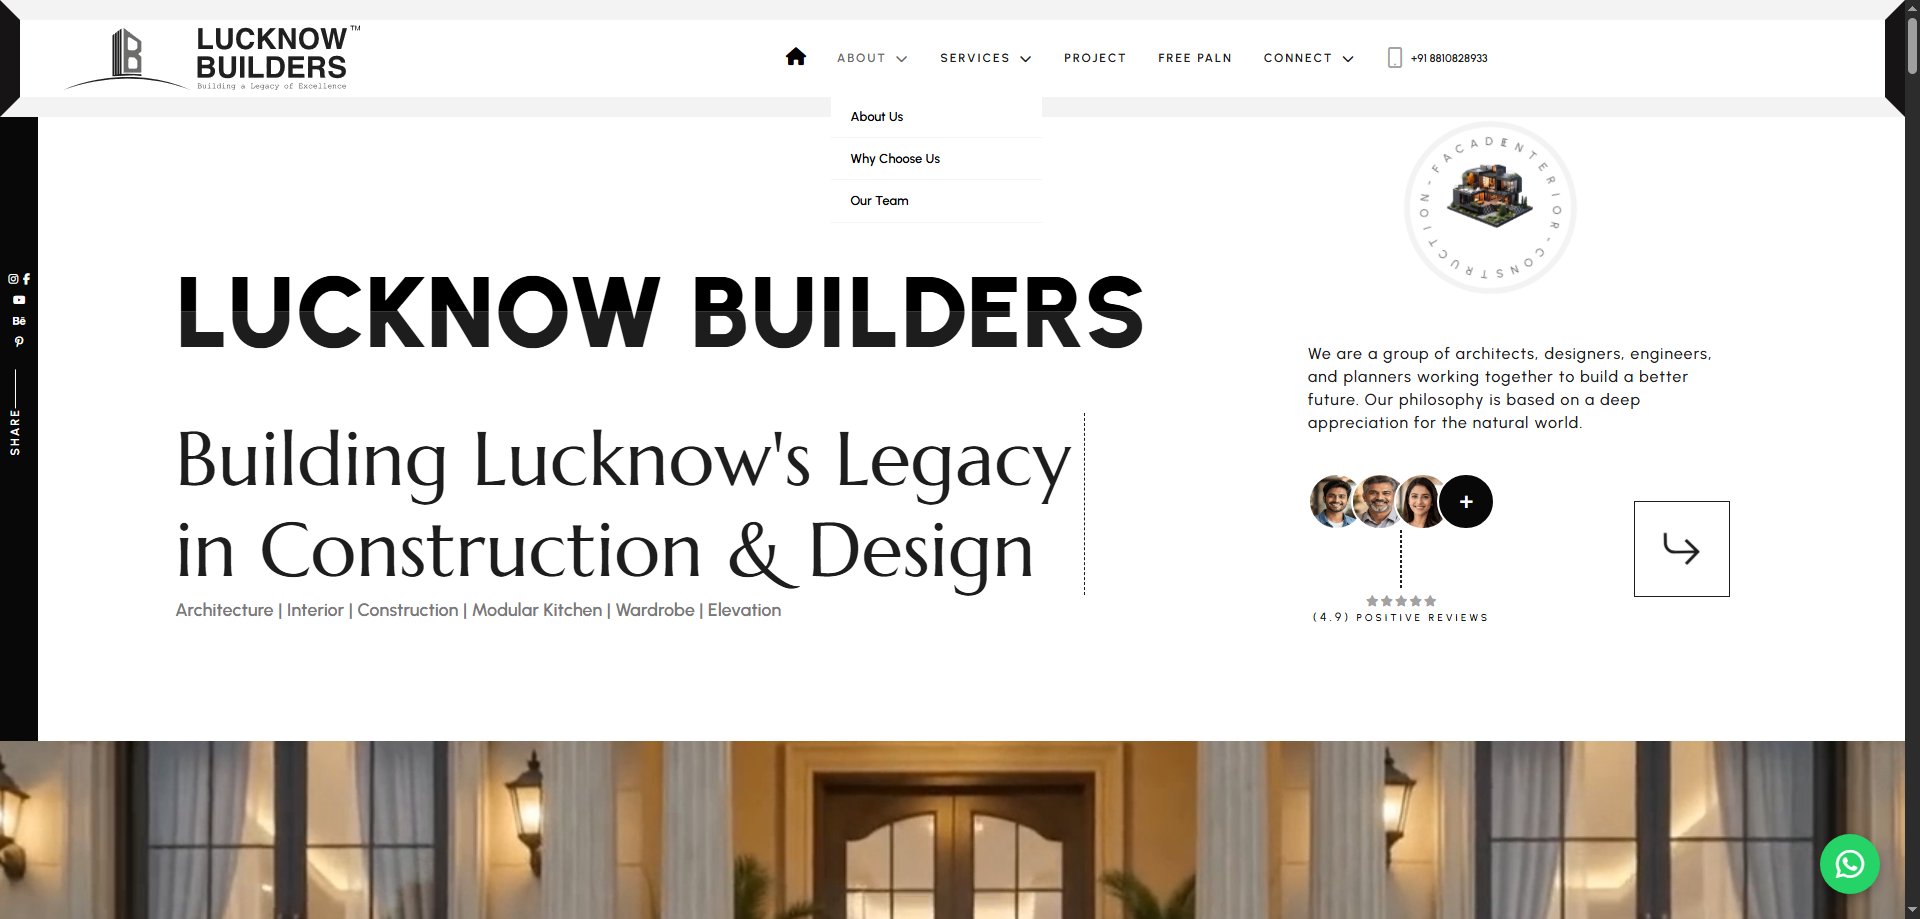 LUCKNOW™
BUILDERS
Building a Legacy of Excellence
ABOUT
SERVICES
PROJECT
FREE PALN
CONNECT
+91 8810828933
About Us
Why Choose Us
Our Team
FACADENTERIOR-CONSTRUCTION-
Bē
SHARE
LUCKNOW BUILDERS
Building Lucknow's Legacy
in Construction & Design
Architecture | Interior | Construction | Modular Kitchen | Wardrobe | Elevation
We are a group of architects, designers, engineers,
and planners working together to build a better
future. Our philosophy is based on a deep
appreciation for the natural world.
+
(4.9) POSITIVE REVIEWS